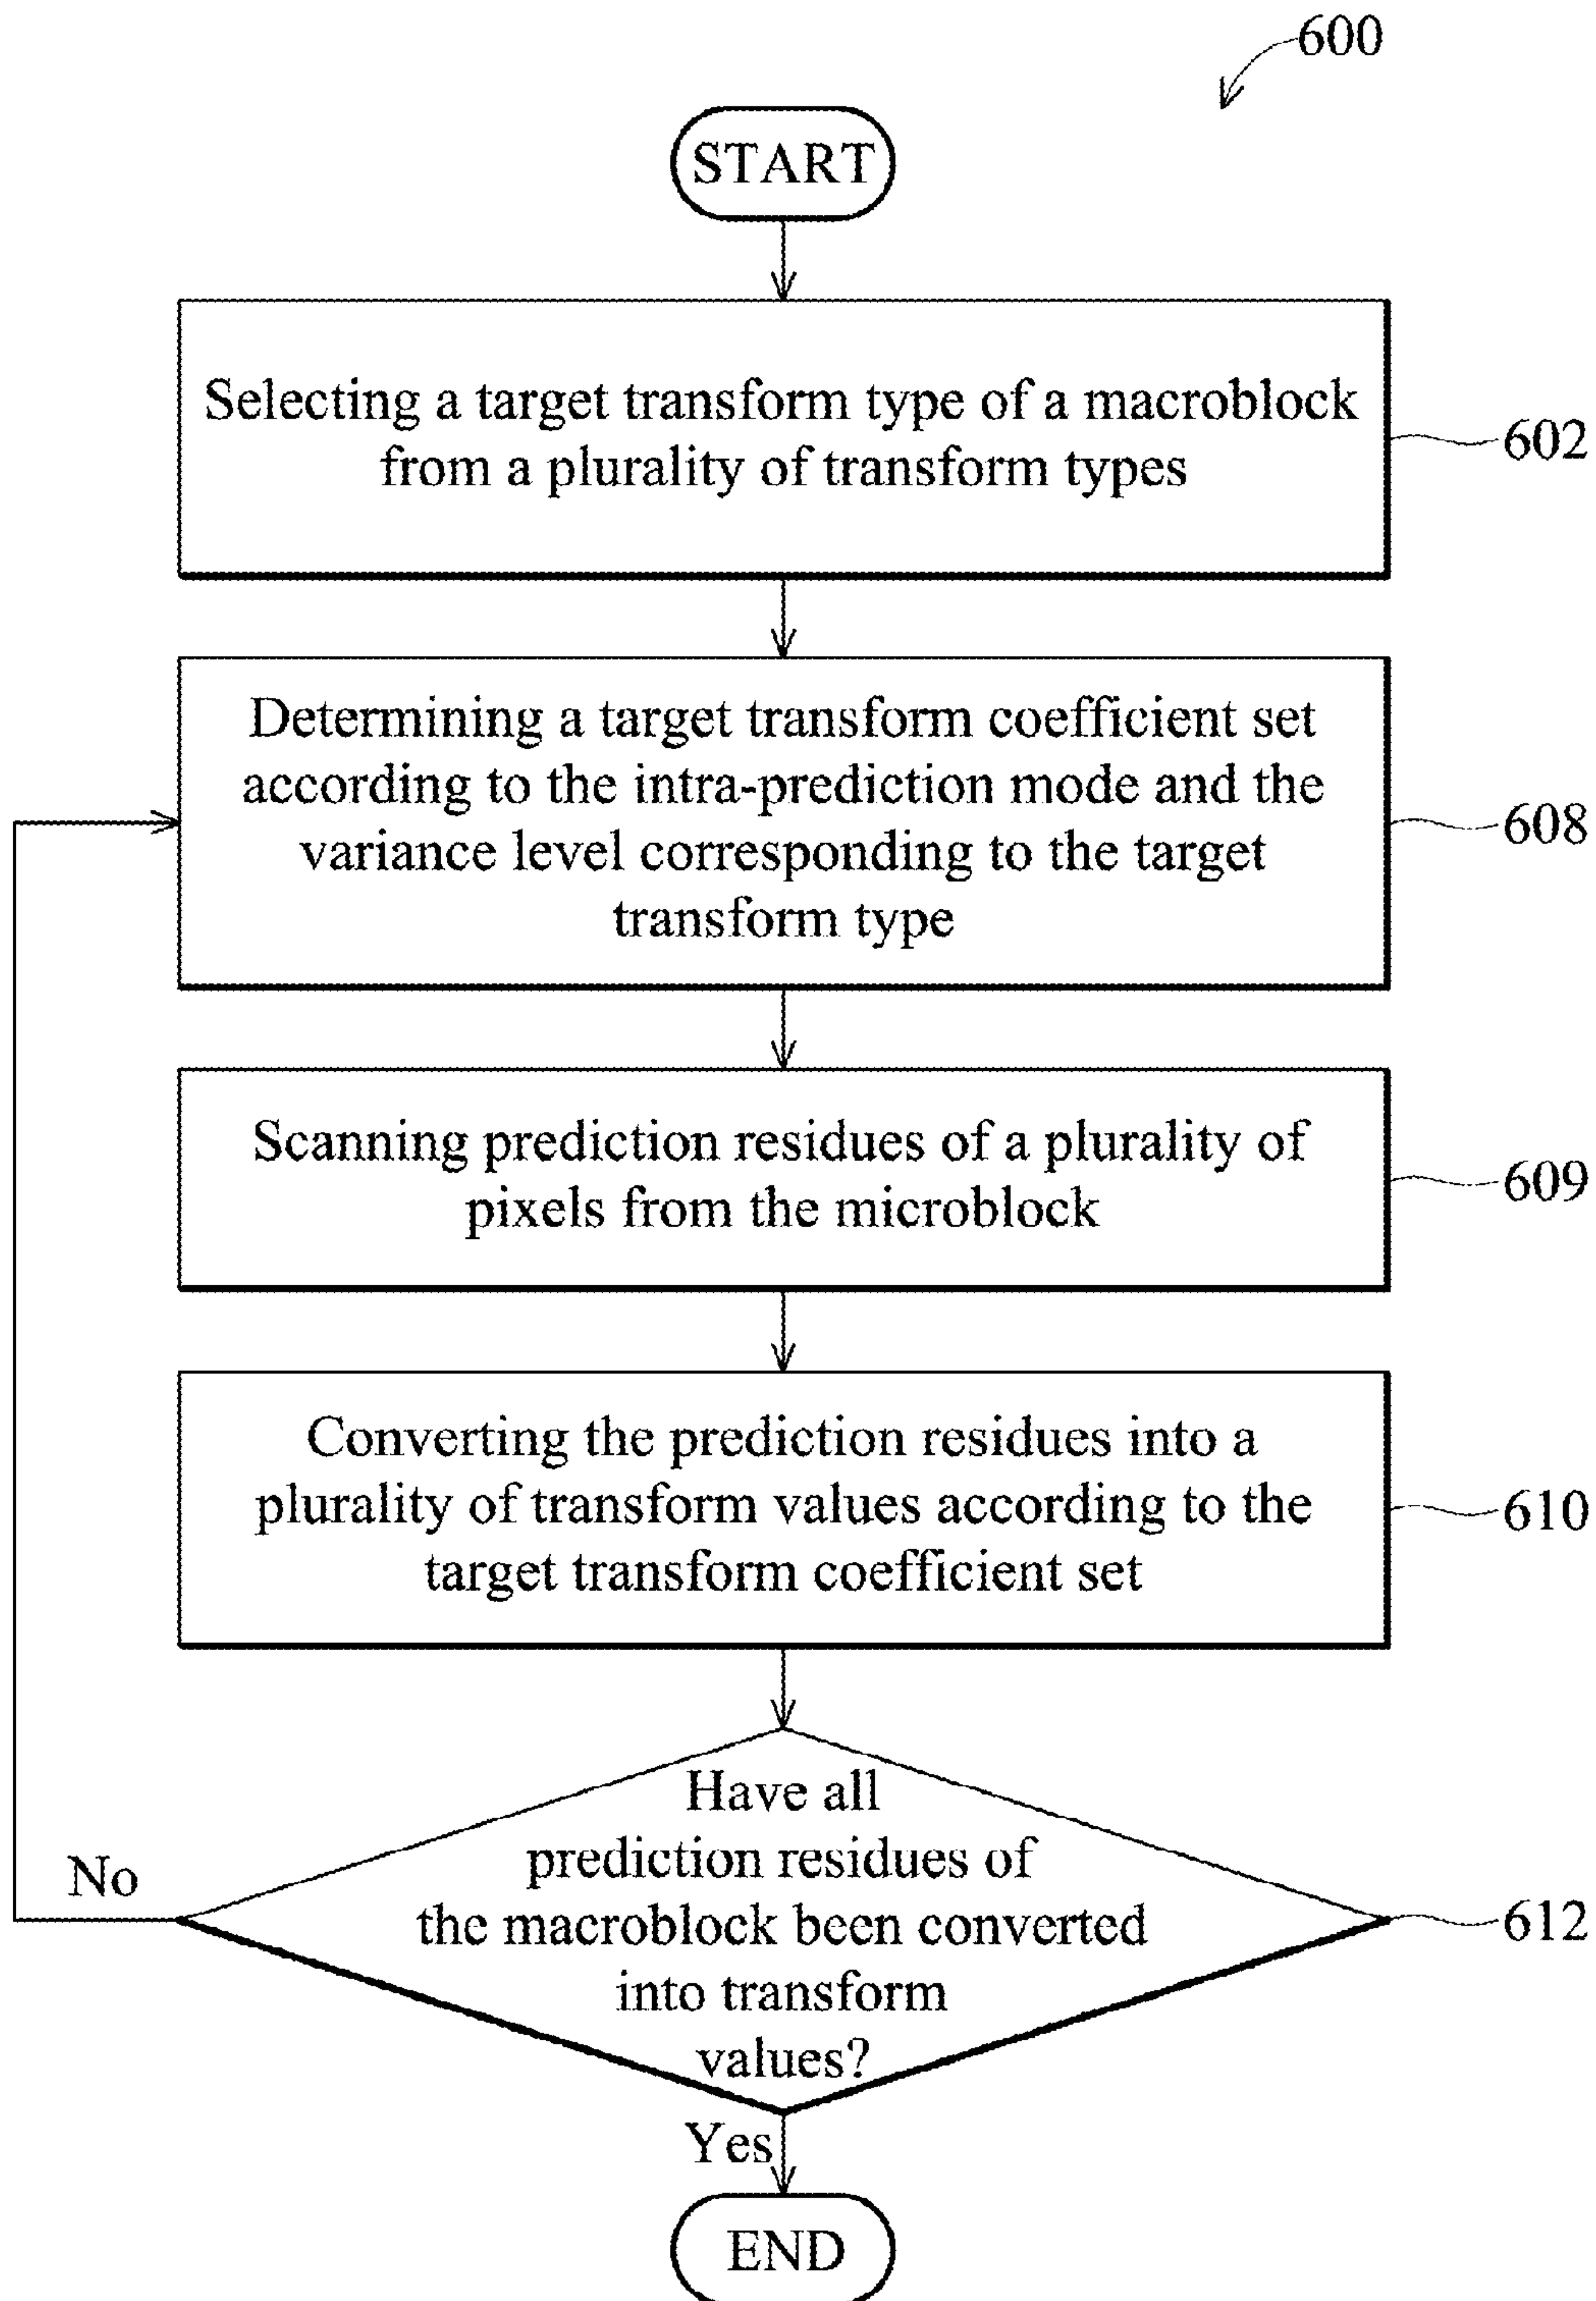 600
START
Selecting a target transform type of a macroblock
from a plurality of transform types
602
Determining a target transform coefficient set
according to the intra-prediction mode and the
variance level corresponding to the target
transform type
608
Scanning prediction residues of a plurality of
pixels from the microblock
609
Converting the prediction residues into a
plurality of transform values according to the
target transform coefficient set
610
Have all
prediction residues of
the macroblock been converted
into transform
values?
612
No
Yes
END